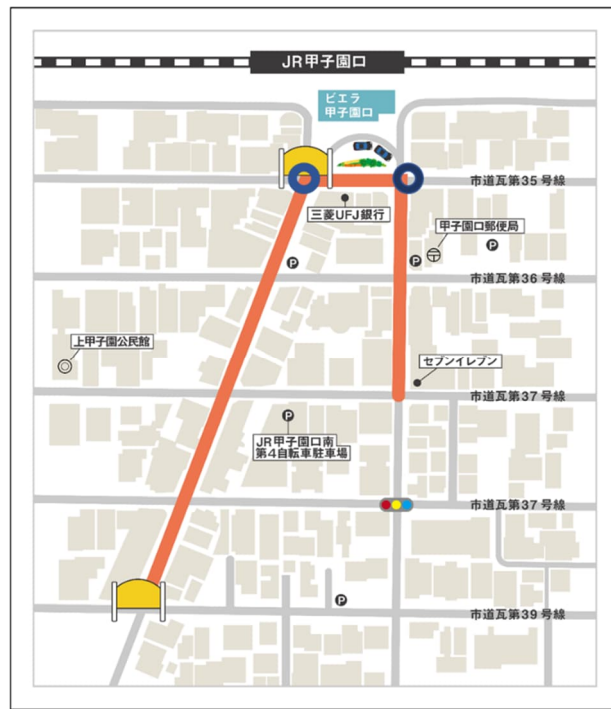 JR甲子園口
ビエラ
甲子園口
市道瓦第35号線
三菱UFJ銀行
甲子園口郵便局
P
P
P
市道瓦第36号線
上甲子園公民館
セブンイレブン
市道瓦第37号線
P
JR甲子園口南
第4自転車駐車場
市道瓦第37号線
P
市道瓦第39号線